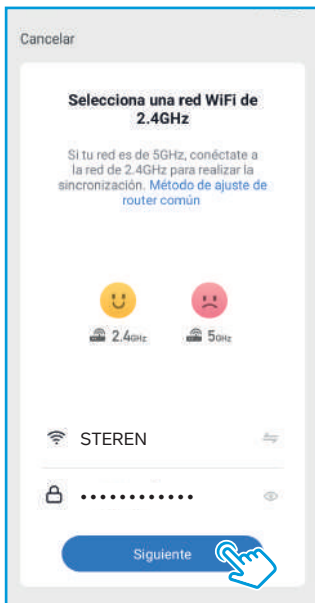 Cancelar
Selecciona una red WiFi de
2.4GHz
Si tu red es de 5GHz, conéctate a
la red de 2.4GHz para realizar la
sincronización. Método de ajuste de
router común
2.4GHz 5GHz
STEREN
••••••••••••
Siguiente